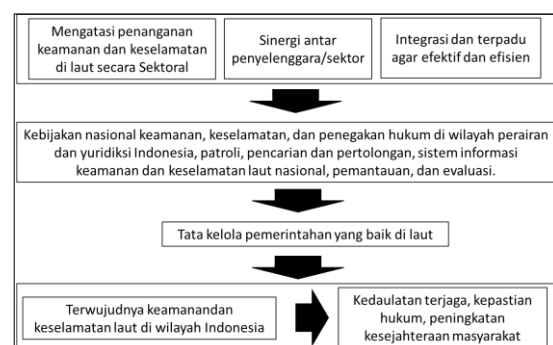 Mengatasi penanganan
keamanan dan keselamatan
di laut secara Sektoral
Sinergi antar
penyelenggara/sektor
Integrasi dan terpadu
agar efektif dan efisien
Kebijakan nasional keamanan, keselamatan, dan penegakan hukum di wilayah perairan
dan yuridiksi Indonesia, patroli, pencarian dan pertolongan, sistem informasi
keamanan dan keselamatan laut nasional, pemantauan, dan evaluasi.
Tata kelola pemerintahan yang baik di laut
Terwujudnya keamanandan
keselamatan laut di wilayah Indonesia
Kedaulatan terjaga, kepastian
hukum, peningkatan
kesejahteraan masyarakat